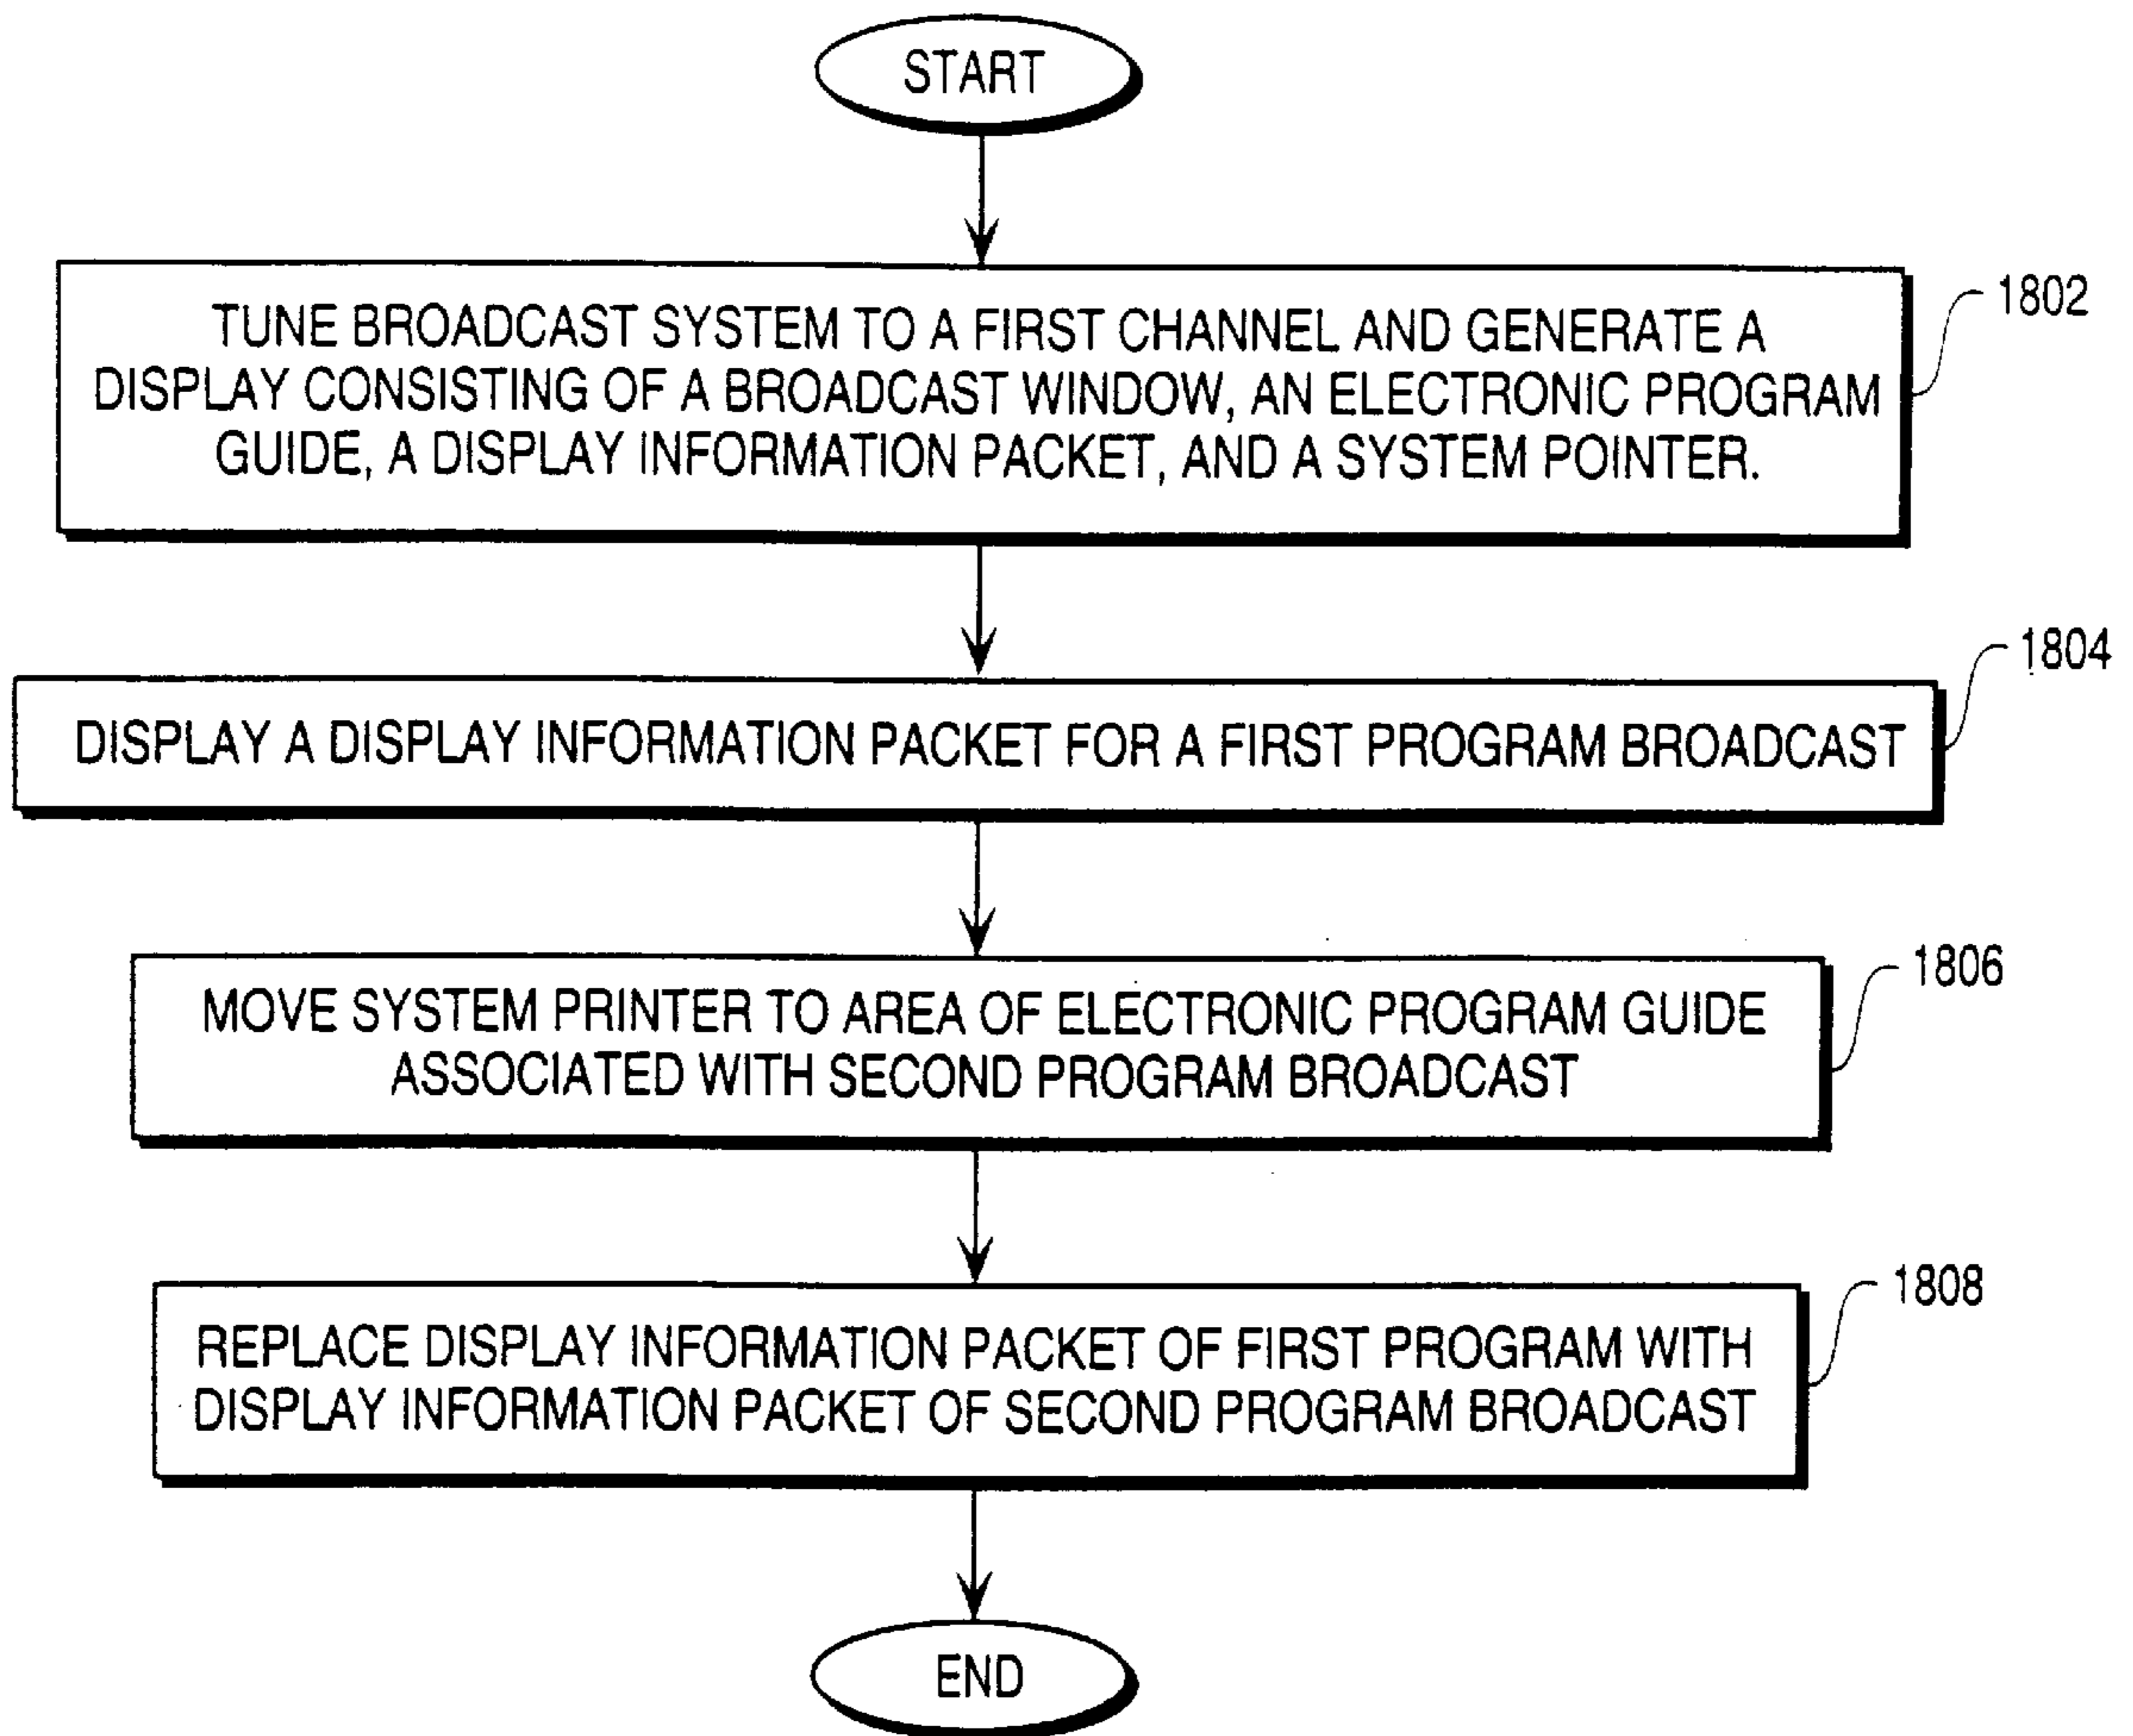 START
TUNE BROADCAST SYSTEM TO A FIRST CHANNEL AND GENERATE A
DISPLAY CONSISTING OF A BROADCAST WINDOW, AN ELECTRONIC PROGRAM
GUIDE, A DISPLAY INFORMATION PACKET, AND A SYSTEM POINTER.
1802
DISPLAY A DISPLAY INFORMATION PACKET FOR A FIRST PROGRAM BROADCAST
1804
MOVE SYSTEM PRINTER TO AREA OF ELECTRONIC PROGRAM GUIDE
ASSOCIATED WITH SECOND PROGRAM BROADCAST
1806
REPLACE DISPLAY INFORMATION PACKET OF FIRST PROGRAM WITH
DISPLAY INFORMATION PACKET OF SECOND PROGRAM BROADCAST
1808
END